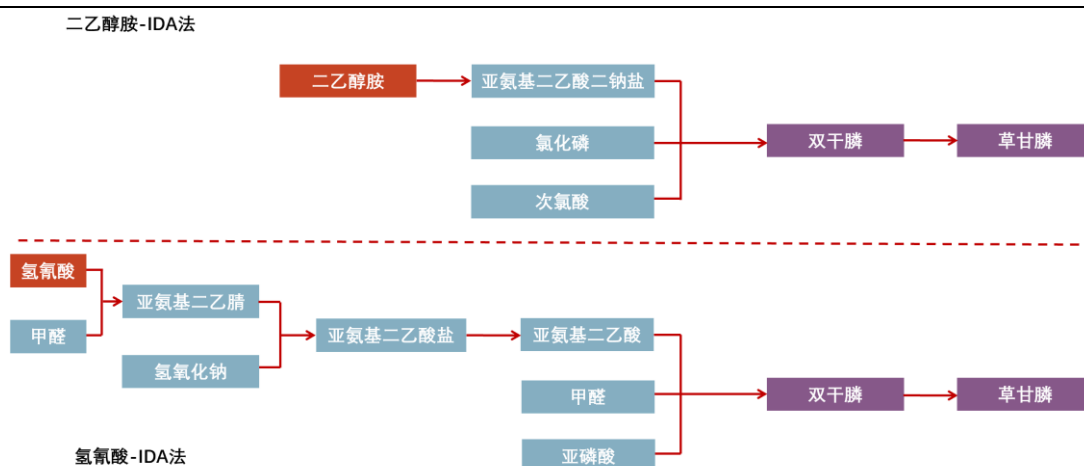 二乙醇胺-IDA法
二乙醇胺
亚氨基二乙酸二钠盐
氯化磷
次氯酸
双干膦
草甘膦
氢氰酸
甲醛
亚氨基二乙腈
氢氧化钠
亚氨基二乙酸盐
亚氨基二乙酸
甲醛
亚磷酸
双干膦
草甘膦
氢氰酸-IDA法